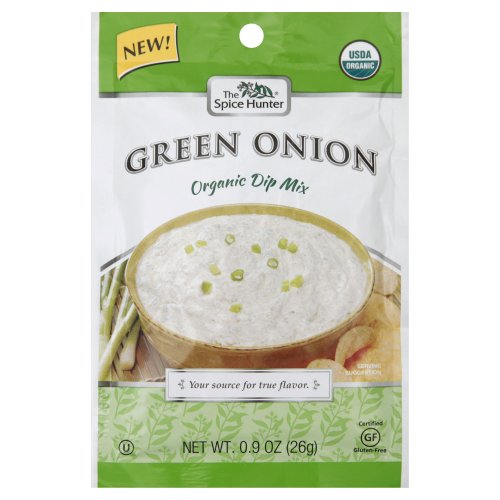 NEW!
USDA
ORGANIC
The
Spice Hunter®
GREEN ONION
Organic Dip Mix
SERVING
SUGGESTION
Your source for true flavor.
U
NET WT. 0.9 OZ (26g)
Certified
GF
Gluten-Free